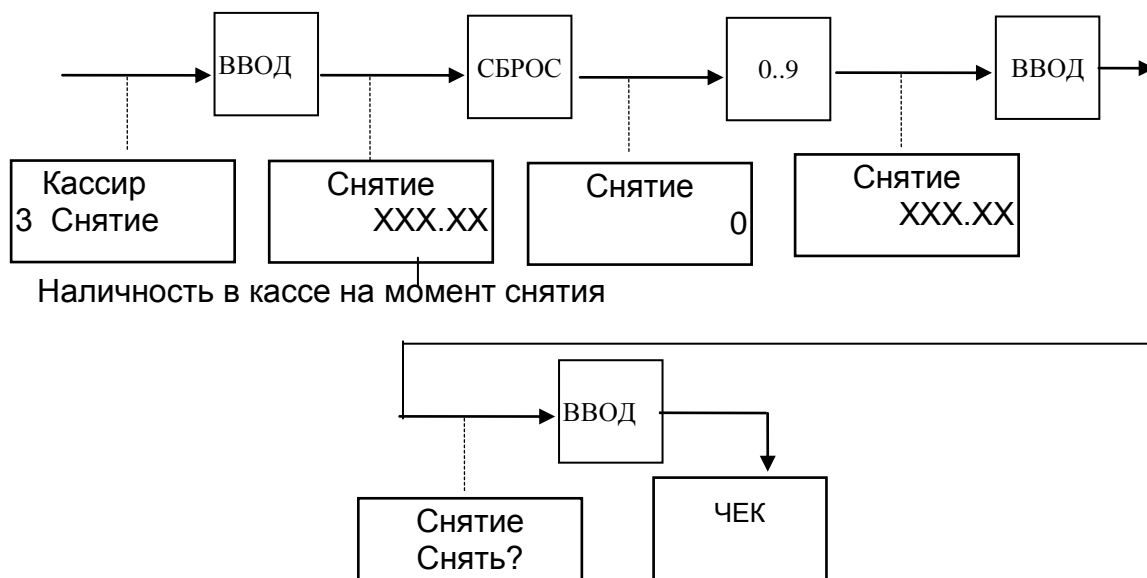 ВВОД
СБРОС
0..9
ВВОД
Кассир
3 Снятие
Снятие
XXX.XX
Снятие
0
Снятие
XXX.XX
Наличность в кассе на момент снятия
ВВОД
Снятие
Снять?
ЧЕК